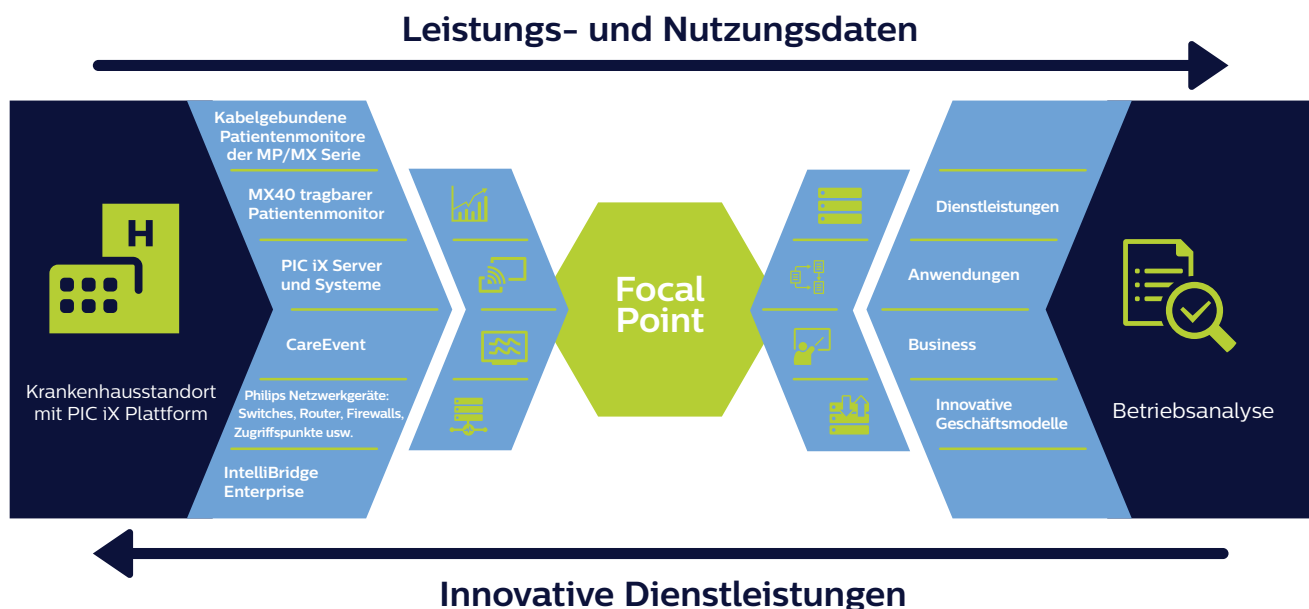 Leistungs- und Nutzungsdaten
H
Krankenhausstandort
mit PIC iX Plattform
Kabelgebundene
Patientenmonitore
der MP/MX Serie
MX40 tragbarer
Patientenmonitor
PIC iX Server
und Systeme
CareEvent
Philips Netzwerkgeräte:
Switches, Router, Firewalls,
Zugriffspunkte usw.
IntelliBridge
Enterprise
Focal
Point
Dienstleistungen
Anwendungen
Business
Innovative
Geschäftsmodelle
Betriebsanalyse
Innovative Dienstleistungen